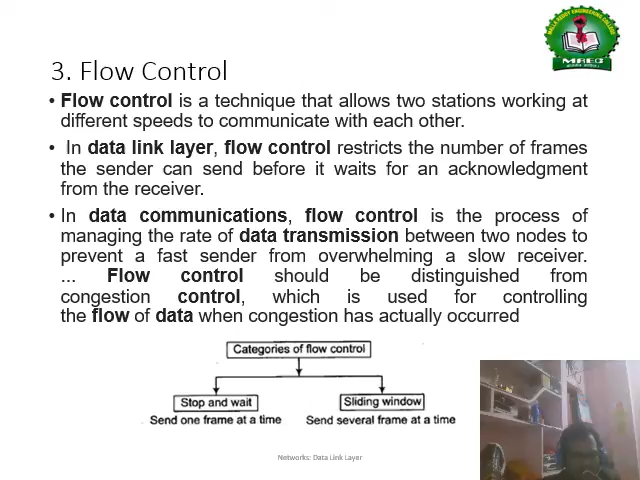 MALLA REDDY ENGINEERING COLLEGE
MREC
3. Flow Control
• Flow control is a technique that allows two stations working at
different speeds to communicate with each other.
• In data link layer, flow control restricts the number of frames
the sender can send before it waits for an acknowledgment
from the receiver.
• In data communications, flow control is the process of
managing the rate of data transmission between two nodes to
prevent a fast sender from overwhelming a slow receiver.
... Flow control should be distinguished from
congestion control, which is used for controlling
the flow of data when congestion has actually occurred
Categories of flow control
Stop and wait
Sliding window
Send one frame at a time
Send several frame at a time
Networks: Data Link Layer